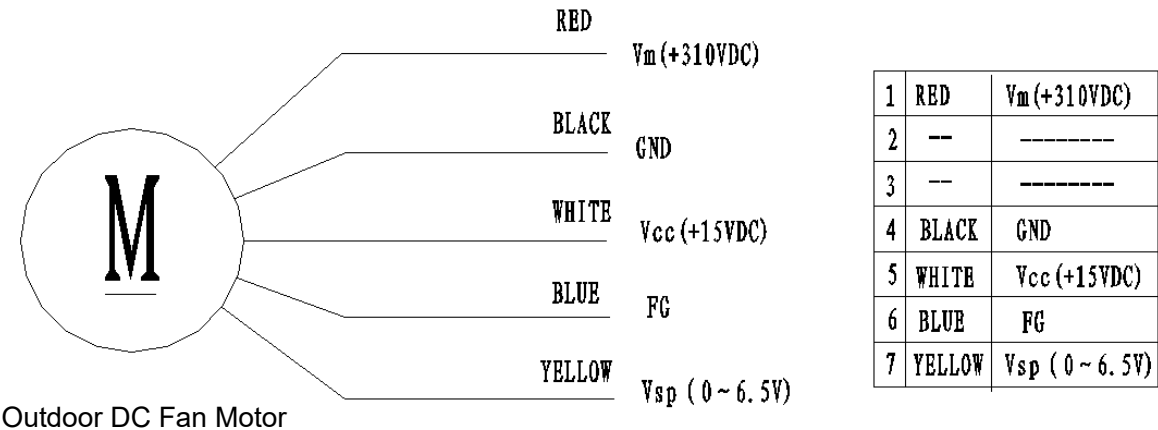 RED
Vm(+310VDC)
BLACK
GND
WHITE
Vcc(+15VDC)
BLUE
FG
YELLOW
Vsp (0~6.5V)
M
Outdoor DC Fan Motor
1 RED Vm(+310VDC)
2 -- --------
3 -- --------
4 BLACK GND
5 WHITE Vcc(+15VDC)
6 BLUE FG
7 YELLOW Vsp (0~6.5V)